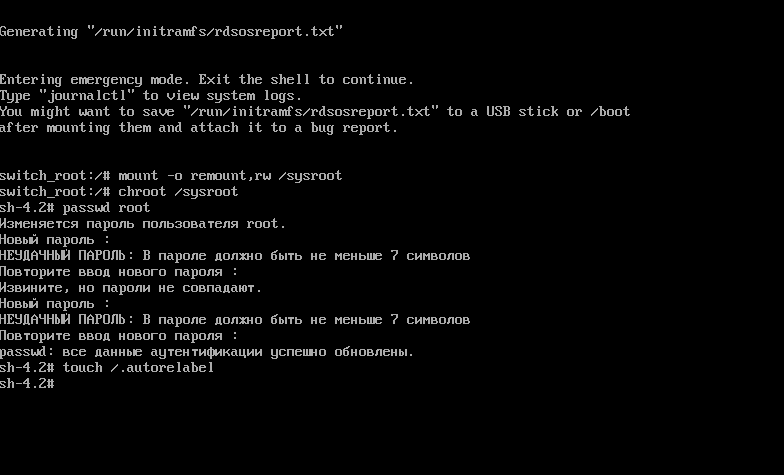 Generating "/run/initramfs/rdsosreport.txt"
Entering emergency mode. Exit the shell to continue.
Type "journalctl" to view system logs.
You might want to save "/run/initramfs/rdsosreport.txt" to a USB stick or /boot
after mounting them and attach it to a bug report.
switch_root:/# mount -o remount,rw /sysroot
switch_root:/# chroot /sysroot
sh-4.2# passwd root
Изменяется пароль пользователя root.
Новый пароль :
НЕУДАЧНЫЙ ПАРОЛЬ: В пароле должно быть не меньше 7 символов
Повторите ввод нового пароля :
Извините, но пароли не совпадают.
Новый пароль :
НЕУДАЧНЫЙ ПАРОЛЬ: В пароле должно быть не меньше 7 символов
Повторите ввод нового пароля :
passwd: все данные аутентификации успешно обновлены.
sh-4.2# touch /.autorelabel
sh-4.2#